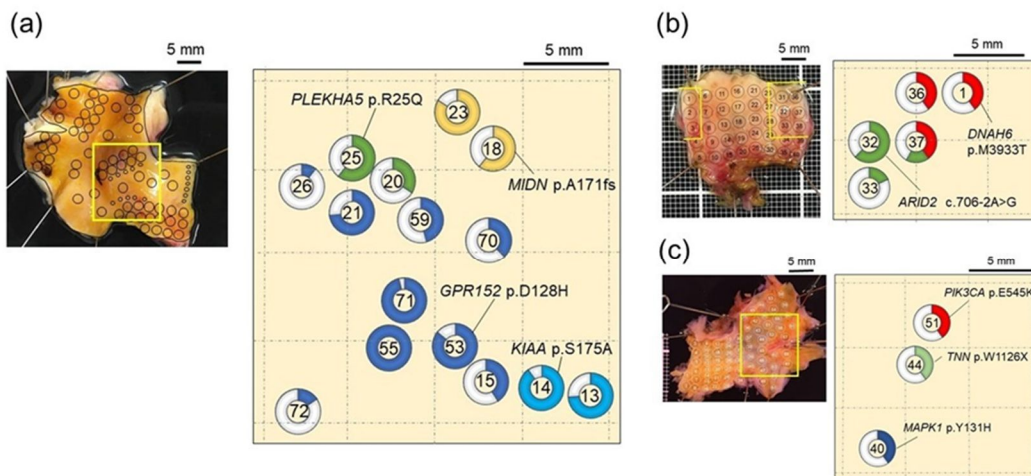 (a)
5 mm
5 mm
PLEKHA5 p.R25Q
23
18
MIDN p.A171fs
25
20
26
21
59
70
71
GPR152 p.D128H
55
53
KIAA p.S175A
15
14
13
72
(b)
5 mm
5 mm
36
1
DNAH6
p.M3933T
32
37
33
ARID2 c.706-2A>G
(c)
5 mm
5 mm
PIK3CA p.E545K
51
TNN p.W1126X
44
MAPK1 p.Y131H
40